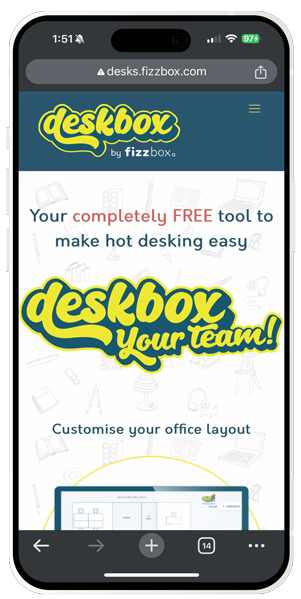 1:51
97
desks.fizzbox.com
deskbox
by fizzbox.
Your completely FREE tool to
make hot desking easy
deskbox
Your Team!
Customise your office layout
14